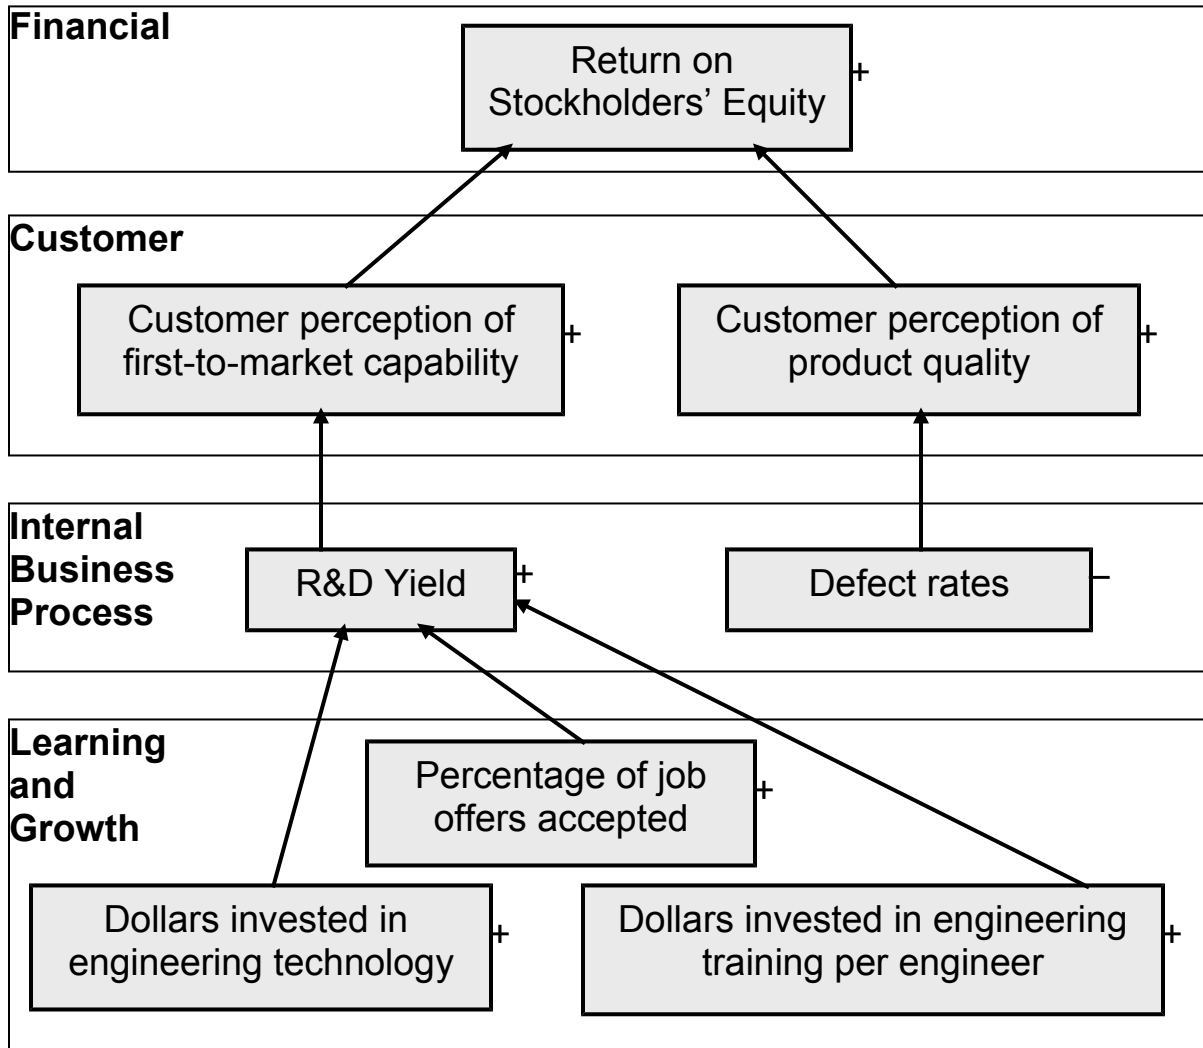 Financial
Return on
Stockholders’ Equity
+
Customer
Customer perception of
first-to-market capability
+
Customer perception of
product quality
+
Internal
Business
Process
R&D Yield
+
Defect rates
–
Learning
and
Growth
Percentage of job
offers accepted
+
Dollars invested in
engineering technology
+
Dollars invested in engineering
training per engineer
+